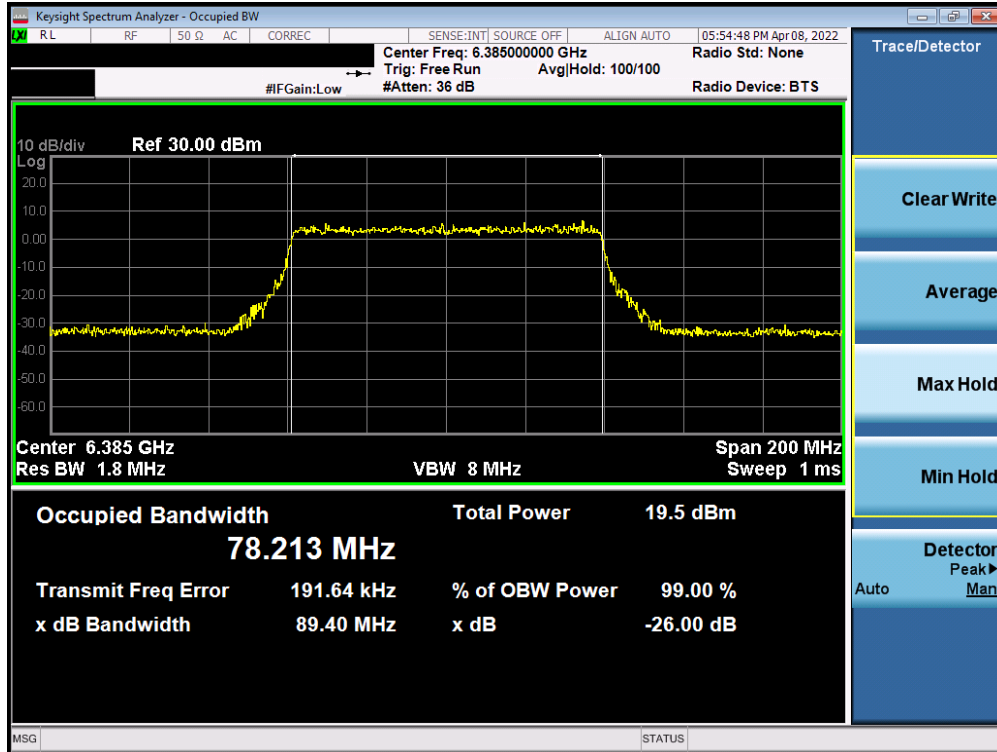 Keysight Spectrum Analyzer - Occupied BW
LXI RL RF 50 Ω AC CORREC SENSE:INT SOURCE OFF ALIGN AUTO 05:54:48 PM Apr 08, 2022
Center Freq: 6.385000000 GHz Radio Std: None
Trig: Free Run Avg|Hold: 100/100
#IFGain:Low #Atten: 36 dB Radio Device: BTS
Trace/Detector
10 dB/div Ref 30.00 dBm
Log
20.0
10.0
0.00
-10.0
-20.0
-30.0
-40.0
-50.0
-60.0
Center 6.385 GHz Span 200 MHz
Res BW 1.8 MHz VBW 8 MHz Sweep 1 ms
Occupied Bandwidth Total Power 19.5 dBm
78.213 MHz
Transmit Freq Error 191.64 kHz % of OBW Power 99.00 %
x dB Bandwidth 89.40 MHz x dB -26.00 dB
Clear Write
Average
Max Hold
Min Hold
Detector
Peak▶
Auto Man
MSG STATUS